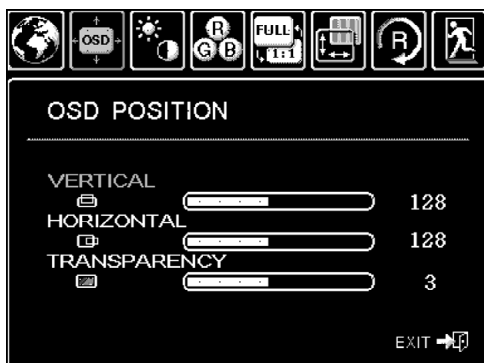 OSD
R
G B
FULL
1:1
R
OSD POSITION
VERTICAL
128
HORIZONTAL
128
TRANSPARENCY
3
EXIT